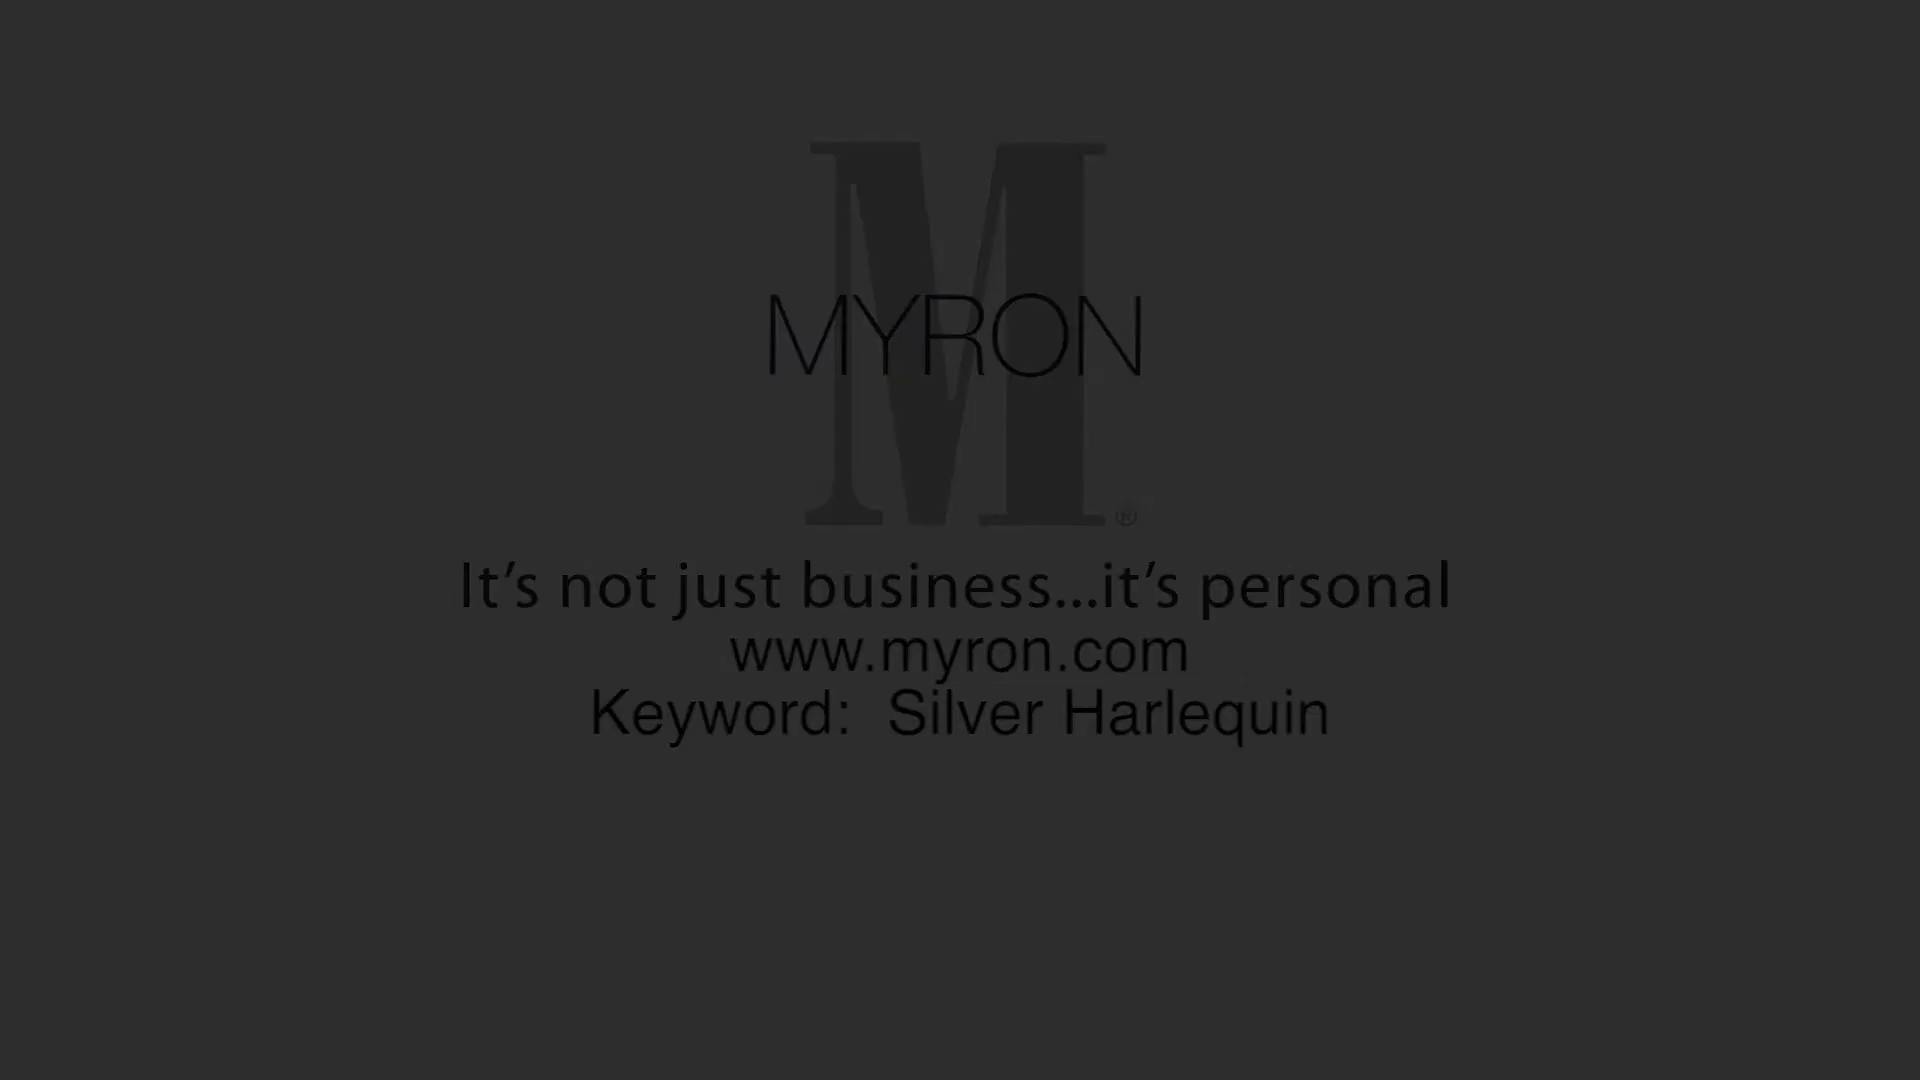 M
MYRON
®
It’s not just business...it’s personal
www.myron.com
Keyword:  Silver Harlequin